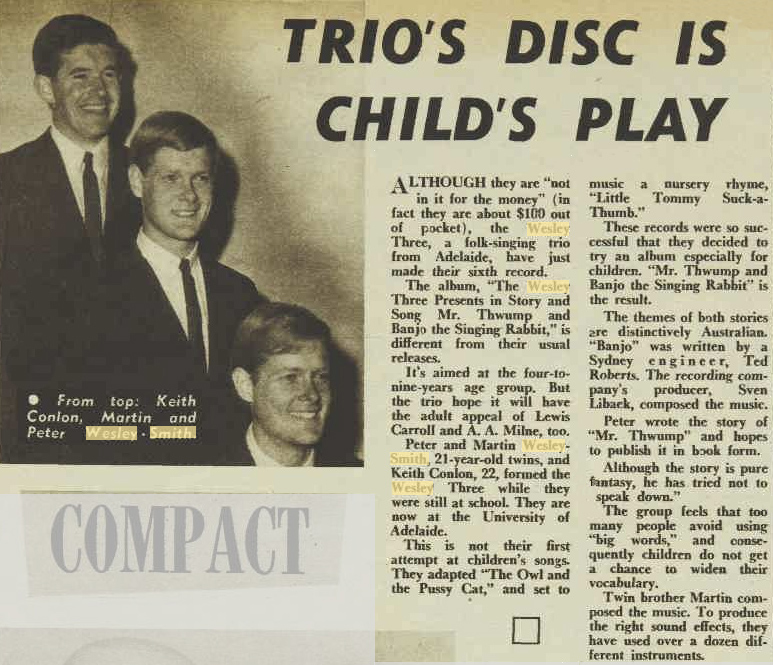 TRIO'S DISC IS
CHILD'S PLAY
● From top: Keith
Conlon, Martin and
Peter Wesley-Smith.
COMPACT
ALTHOUGH they are "not
in it for the money" (in
fact they are about $100 out
of pocket), the Wesley
Three, a folk-singing trio
from Adelaide, have just
made their sixth record.
The album, "The Wesley
Three Presents in Story and
Song Mr. Thwump and
Banjo the Singing Rabbit," is
different from their usual
releases.
It's aimed at the four-to-
nine-years age group. But
the trio hope it will have
the adult appeal of Lewis
Carroll and A. A. Milne, too.
Peter and Martin Wesley-
Smith, 21-year-old twins, and
Keith Conlon, 22, formed the
Wesley Three while they
were still at school. They are
now at the University of
Adelaide.
This is not their first
attempt at children's songs.
They adapted "The Owl and
the Pussy Cat," and set to
music a nursery rhyme,
"Little Tommy Suck-a-
Thumb."
These records were so suc-
cessful that they decided to
try an album especially for
children. "Mr. Thwump and
Banjo the Singing Rabbit" is
the result.
The themes of both stories
are distinctively Australian.
"Banjo" was written by a
Sydney engineer, Ted
Roberts. The recording com-
pany's producer, Sven
Libaek, composed the music.
Peter wrote the story of
"Mr. Thwump" and hopes
to publish it in book form.
Although the story is pure
fantasy, he has tried not to
speak down."
The group feels that too
many people avoid using
"big words," and conse-
quently children do not get
a chance to widen their
vocabulary.
Twin brother Martin com-
posed the music. To produce
the right sound effects, they
have used over a dozen dif-
ferent instruments.